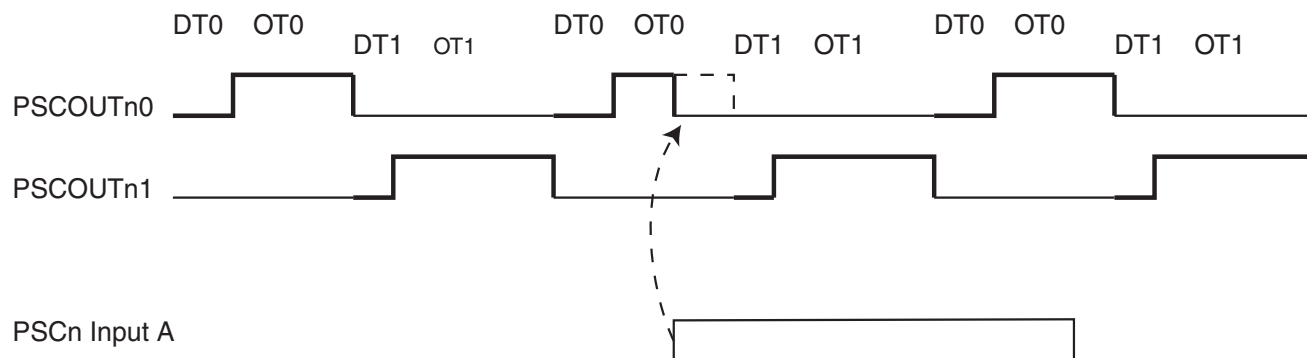 DT0 OT0 DT0 OT0 DT0 OT0
DT1 OT1 DT1 OT1 DT1 OT1
PSCOUTn0
PSCOUTn1
PSCn Input A